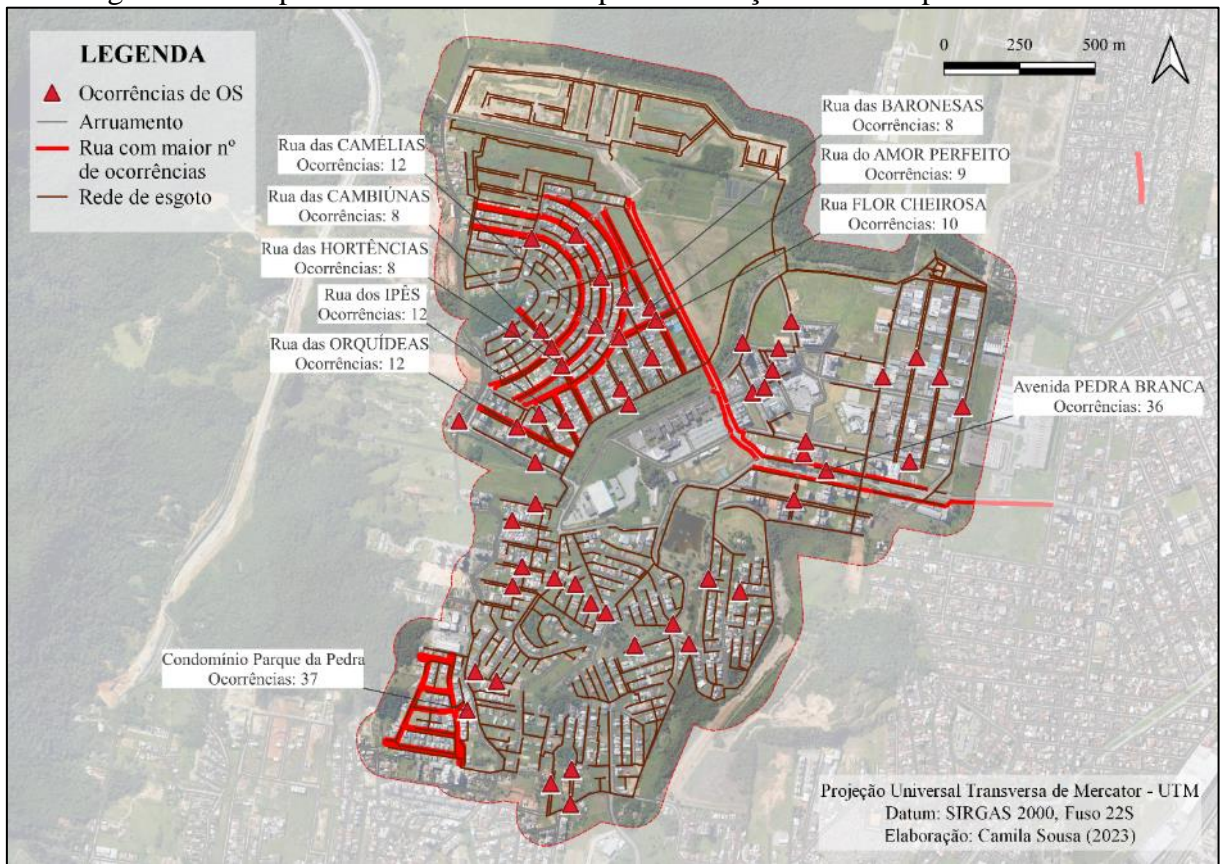 LEGENDA
Ocorrências de OS
Arruamento
Rua com maior nº
de ocorrências
Rede de esgoto
0 250 500 m
Rua das BARONESAS
Ocorrências: 8
Rua das CAMÉLIAS
Ocorrências: 12
Rua do AMOR PERFEITO
Ocorrências: 9
Rua das CAMBIÚNAS
Ocorrências: 8
Rua FLOR CHEIROSA
Ocorrências: 10
Rua das HORTÊNCIAS
Ocorrências: 8
Rua dos IPÊS
Ocorrências: 12
Rua das ORQUÍDEAS
Ocorrências: 12
Avenida PEDRA BRANCA
Ocorrências: 36
Condomínio Parque da Pedra
Ocorrências: 37
Projeção Universal Transversa de Mercator - UTM
Datum: SIRGAS 2000, Fuso 22S
Elaboração: Camila Sousa (2023)